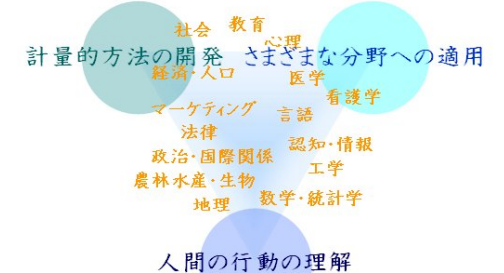 社会 教育
心理
計量的方法の開発 さまざまな分野への適用
経済・人口 医学
看護学
マーケティング 言語
法律
認知・情報
政治・国際関係 工学
農林水産・生物
地理 数学・統計学
人間の行動の理解